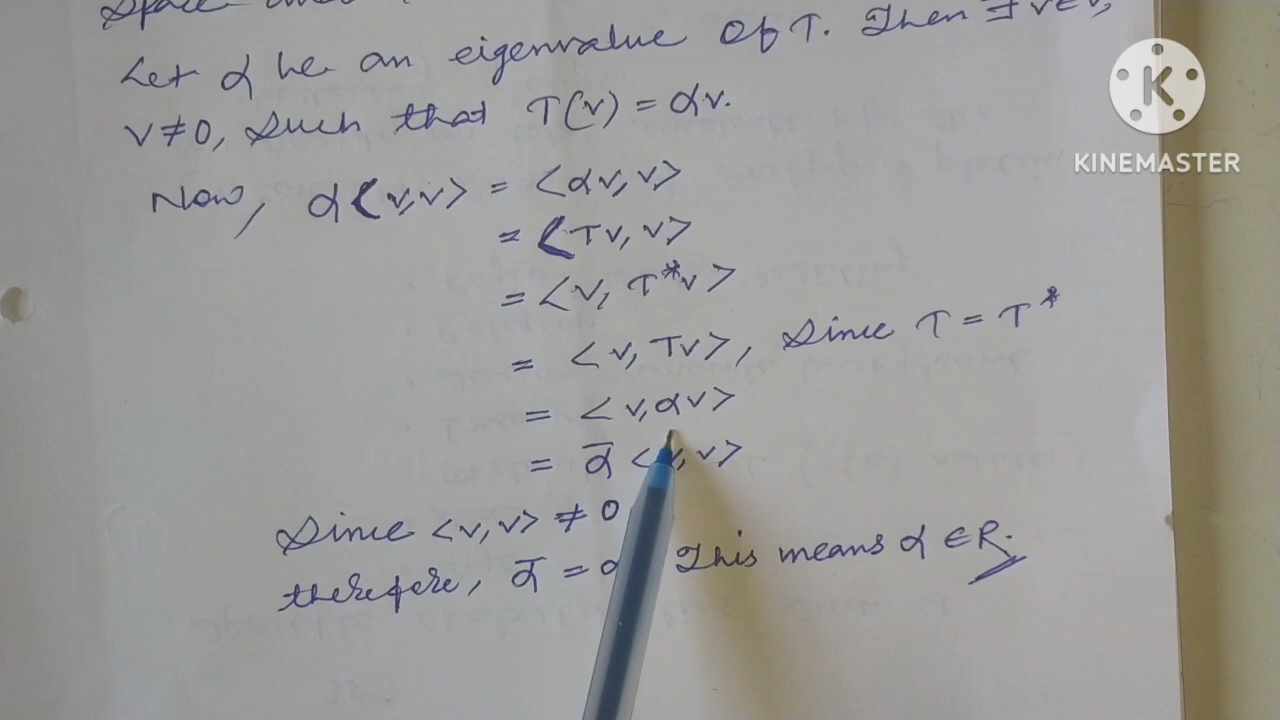 Space
Let α be an eigenvalue of T. Then ∃ v∈V,
v≠0, such that T(v) = αv.
KINEMASTER
Now, α<v,v> = <αv,v>
= <Tv,v>
= <v, T*v>
= <v, Tv>, Since T = T*
= <v,αv>
= ᾱ <v,v>
Since <v,v> ≠ 0
therefore, ᾱ = α This means α ∈ R.